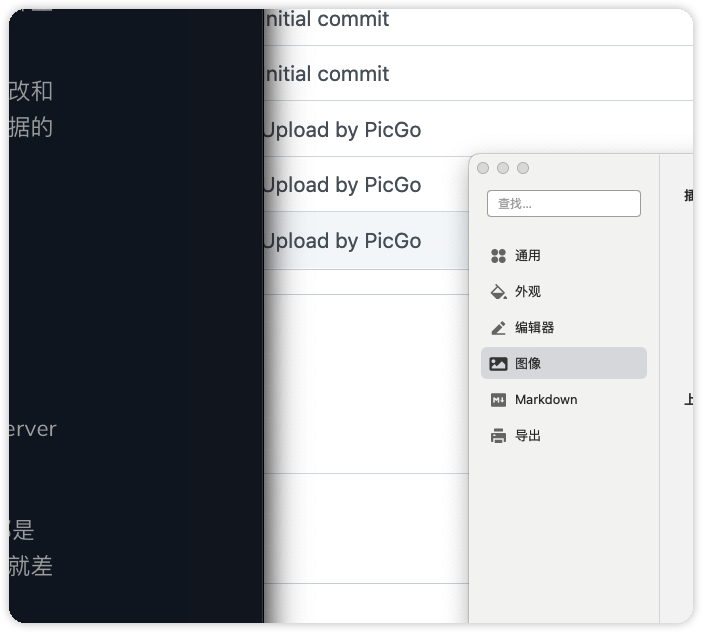 改和
据的
erver
是
就差
nitial commit
nitial commit
Upload by PicGo
Upload by PicGo
Upload by PicGo
查找...
通用
外观
编辑器
图像
Markdown
导出
插
上